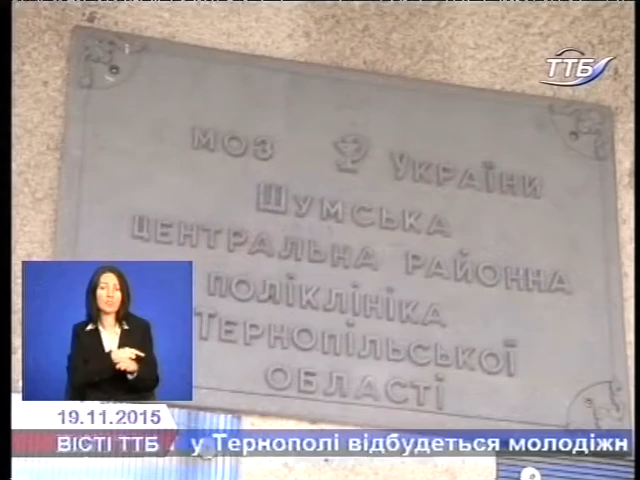 ТТБ
МОЗ УКРАЇНИ
ШУМСЬКА
ЦЕНТРАЛЬНА РАЙОННА
ПОЛІКЛІНІКА
ТЕРНОПІЛЬСЬКОЇ
ОБЛАСТІ
19.11.2015
ВІСТІ ТТБ у Тернополі відбудеться молодіжн